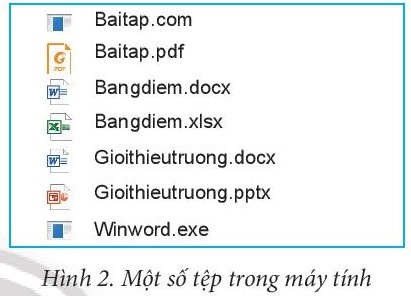 Baitap.com
Baitap.pdf
Bangdiem.docx
Bangdiem.xlsx
Gioithieutruong.docx
Gioithieutruong.pptx
Winword.exe
Hình 2. Một số tệp trong máy tính